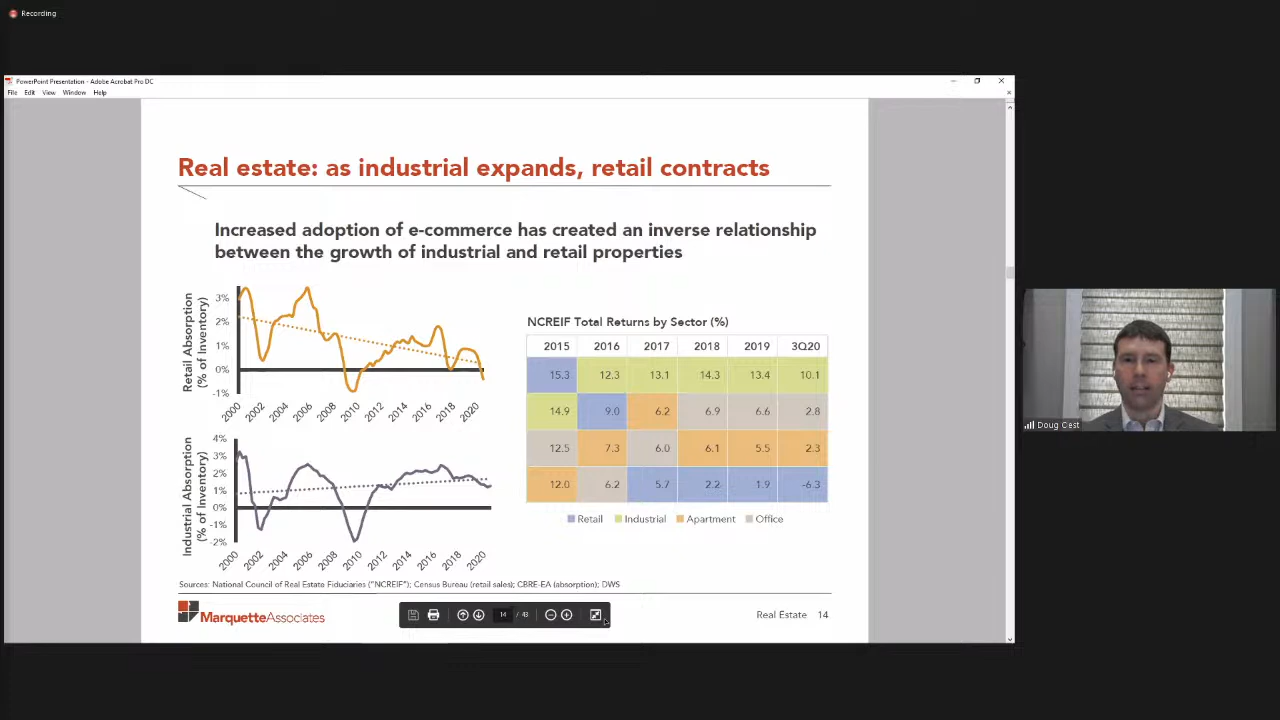 Recording
PowerPoint Presentation - Adobe Acrobat Pro DC
File Edit View Window Help
Real estate: as industrial expands, retail contracts
Increased adoption of e-commerce has created an inverse relationship
between the growth of industrial and retail properties
Retail Absorption
(% of Inventory)
3%
2%
1%
0%
-1%
2000 2002 2004 2006 2008 2010 2012 2014 2016 2018 2020
Industrial Absorption
(% of Inventory)
4%
3%
2%
1%
0%
-1%
-2%
2000 2002 2004 2006 2008 2010 2012 2014 2016 2018 2020
NCREIF Total Returns by Sector (%)
2015 2016 2017 2018 2019 3Q20
15.3 12.3 13.1 14.3 13.4 10.1
14.9 9.0 6.2 6.9 6.6 2.8
12.5 7.3 6.0 6.1 5.5 2.3
12.0 6.2 5.7 2.2 1.9 -6.3
Retail Industrial Apartment Office
Sources: National Council of Real Estate Fiduciaries ("NCREIF"); Census Bureau (retail sales); CBRE-EA (absorption); DWS
MarquetteAssociates
14 / 43
Real Estate 14
Doug Cest